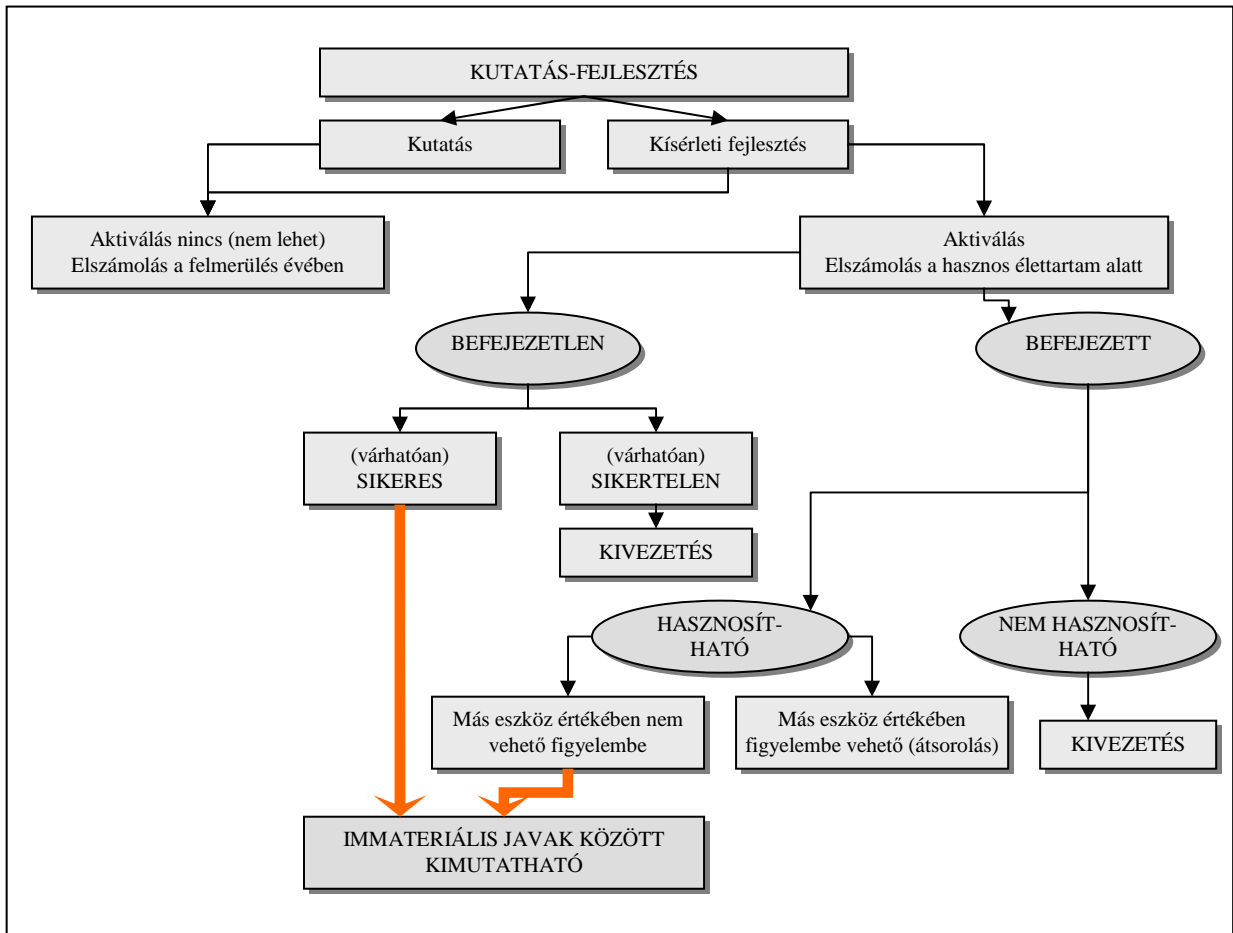 KUTATÁS-FEJLESZTÉS
Kutatás
Kísérleti fejlesztés
Aktiválás nincs (nem lehet)
Elszámolás a felmerülés évében
Aktiválás
Elszámolás a hasznos élettartam alatt
BEFEJEZETLEN
BEFEJEZETT
(várhatóan)
SIKERES
(várhatóan)
SIKERTELEN
KIVEZETÉS
HASZNOSÍT-
HATÓ
NEM HASZNOSÍT-
HATÓ
Más eszköz értékében nem
vehető figyelembe
Más eszköz értékében
figyelembe vehető (átsorolás)
KIVEZETÉS
IMMATERIÁLIS JAVAK KÖZÖTT
KIMUTATHATÓ